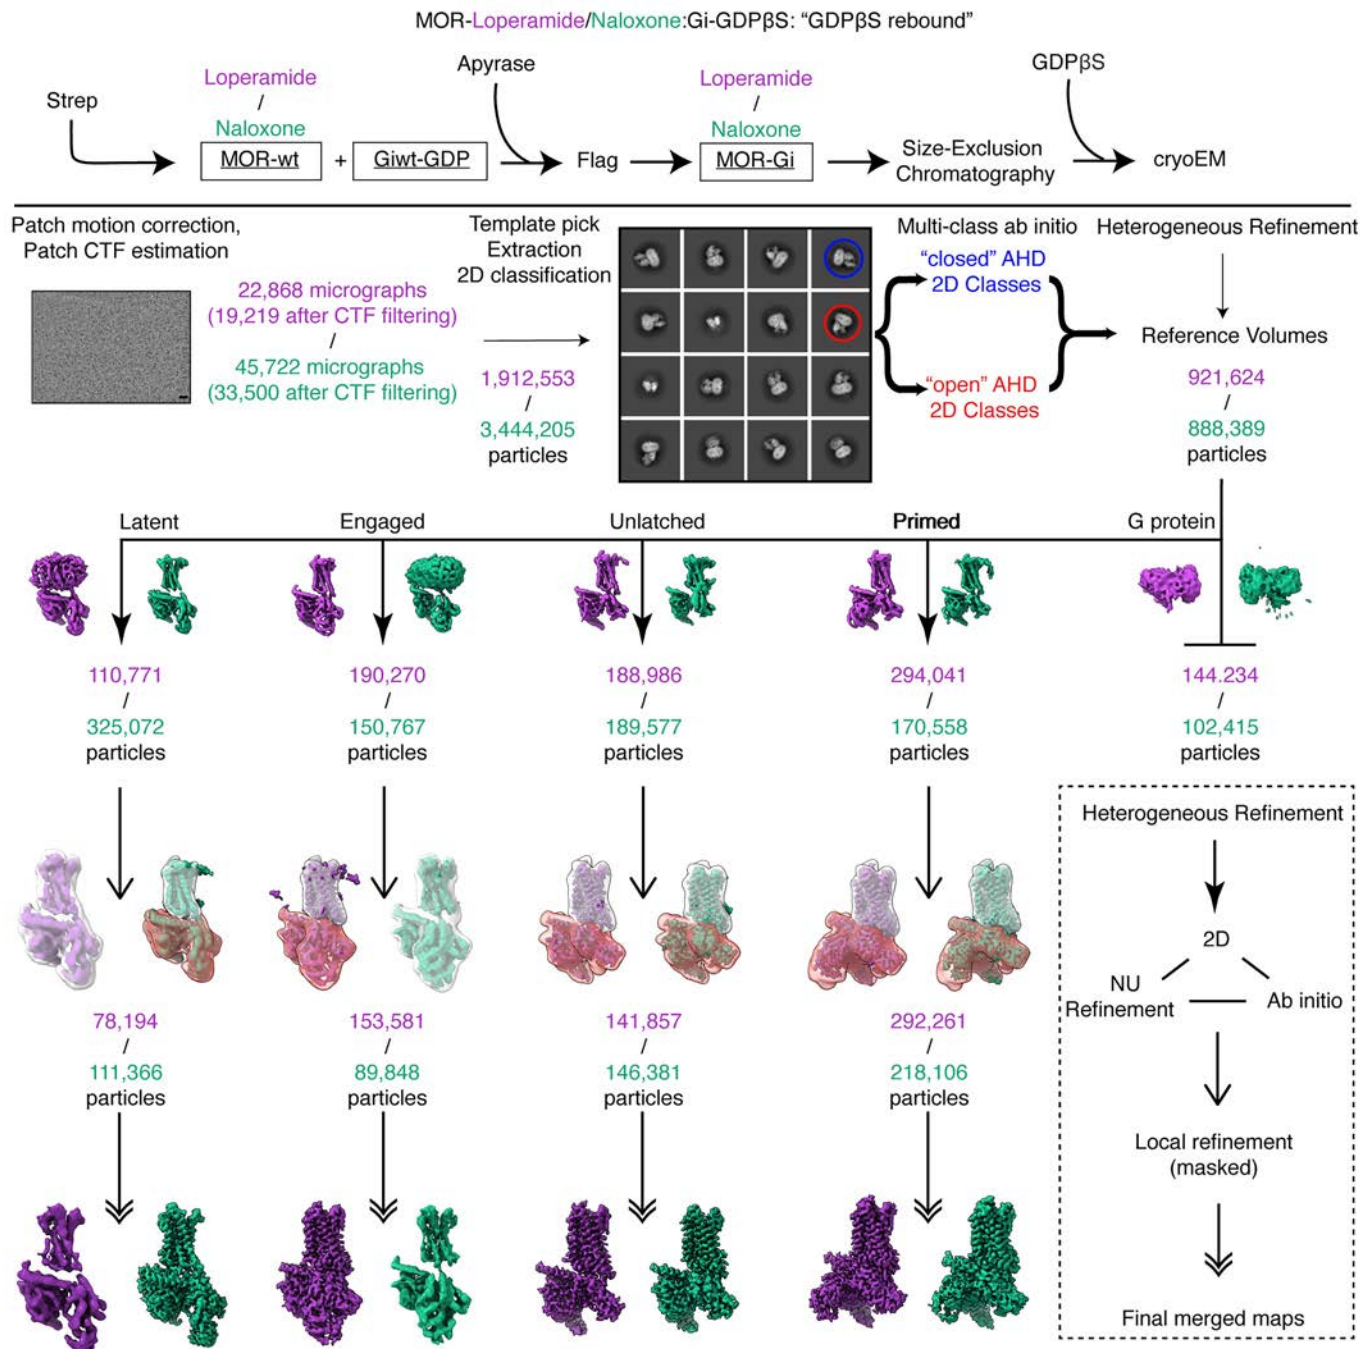 MOR-Loperamide/Naloxone:Gi-GDPβS: “GDPβS rebound”
Strep
Loperamide
/
Naloxone
MOR-wt
+
Giwt-GDP
Apyrase
Flag
Loperamide
/
Naloxone
MOR-Gi
Size-Exclusion
Chromatography
GDPβS
cryoEM
Patch motion correction,
Patch CTF estimation
22,868 micrographs
(19,219 after CTF filtering)
/
45,722 micrographs
(33,500 after CTF filtering)
Template pick
Extraction
2D classification
1,912,553
/
3,444,205
particles
Multi-class ab initio
“closed” AHD
2D Classes
“open” AHD
2D Classes
Heterogeneous Refinement
Reference Volumes
921,624
/
888,389
particles
Latent
Engaged
Unlatched
Primed
G protein
110,771
/
325,072
particles
190,270
/
150,767
particles
188,986
/
189,577
particles
294,041
/
170,558
particles
144.234
/
102,415
particles
78,194
/
111,366
particles
153,581
/
89,848
particles
141,857
/
146,381
particles
292,261
/
218,106
particles
Heterogeneous Refinement
2D
NU
Refinement
Ab initio
Local refinement
(masked)
Final merged maps